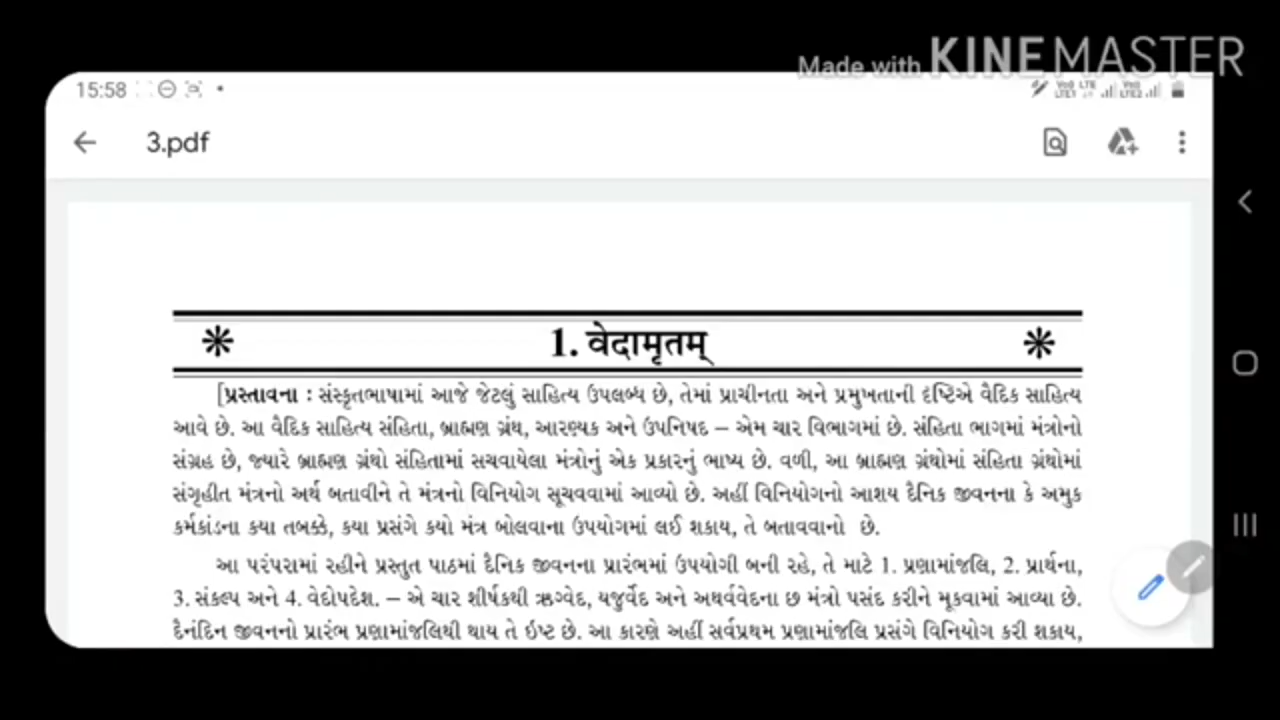 Made with KINEMASTER
15:58
VoD LTE VoD
LTE1 LTE2
3.pdf
1. वेदामृतम्
[પ્રસ્તાવના : સંસ્કૃતભાષામાં આજે જેટલું સાહિત્ય ઉપલબ્ધ છે, તેમાં પ્રાચીનતા અને પ્રમુખતાની દૃષ્ટિએ વૈદિક સાહિત્ય
આવે છે. આ વૈદિક સાહિત્ય સંહિતા, બ્રાહ્મણ ગ્રંથ, આરણ્યક અને ઉપનિષદ – એમ ચાર વિભાગમાં છે. સંહિતા ભાગમાં મંત્રોનો
સંગ્રહ છે, જ્યારે બ્રાહ્મણ ગ્રંથો સંહિતામાં સચવાયેલા મંત્રોનું એક પ્રકારનું ભાષ્ય છે. વળી, આ બ્રાહ્મણ ગ્રંથોમાં સંહિતા ગ્રંથોમાં
સંગૃહીત મંત્રનો અર્થ બતાવીને તે મંત્રનો વિનિયોગ સૂચવવામાં આવ્યો છે. અહીં વિનિયોગનો આશય દૈનિક જીવનના કે અમુક
કર્મકાંડના કયા તબક્કે, કયા પ્રસંગે કયો મંત્ર બોલવાના ઉપયોગમાં લઈ શકાય, તે બતાવવાનો છે.
આ પરંપરામાં રહીને પ્રસ્તુત પાઠમાં દૈનિક જીવનના પ્રારંભમાં ઉપયોગી બની રહે, તે માટે 1. પ્રણામાંજલિ, 2. પ્રાર્થના,
3. સંકલ્પ અને 4. વેદોપદેશ. – એ ચાર શીર્ષકથી ઋગ્વેદ, યજુર્વેદ અને અથર્વવેદના છ મંત્રો પસંદ કરીને મૂકવામાં આવ્યા છે.
દૈનંદિન જીવનનો પ્રારંભ પ્રણામાંજલિથી થાય તે ઇષ્ટ છે. આ કારણે અહીં સર્વપ્રથમ પ્રણામાંજલિ પ્રસંગે વિનિયોગ કરી શકાય,